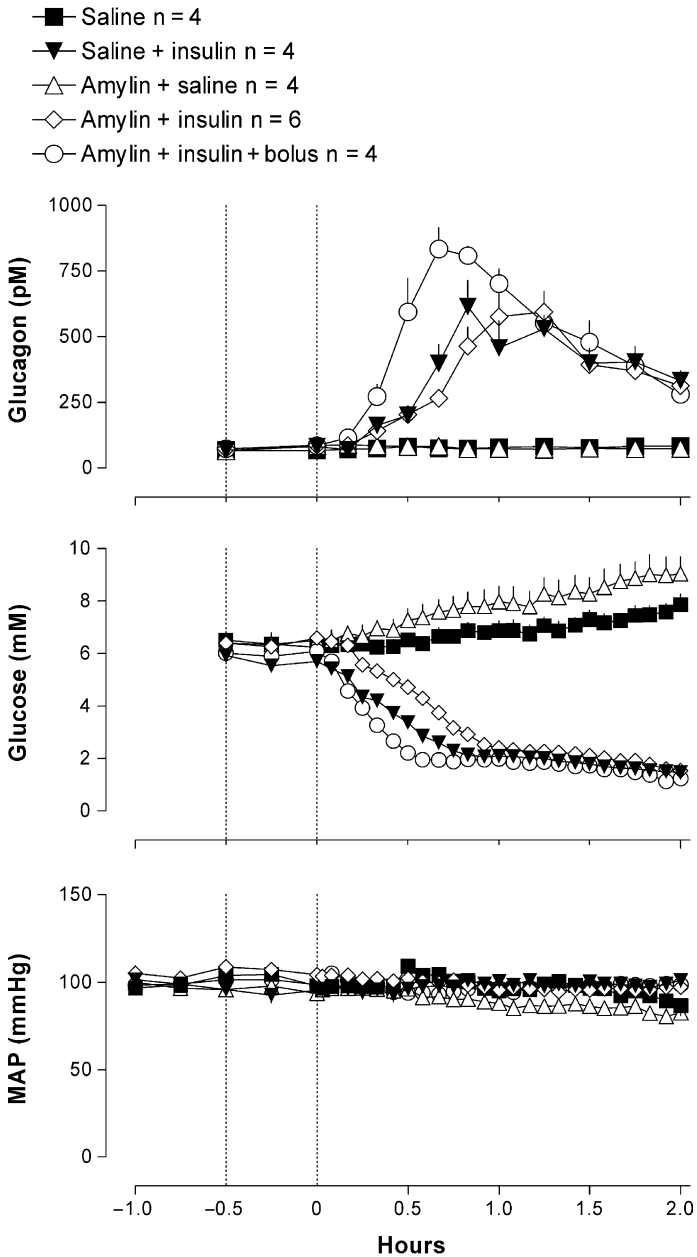 Saline n = 4
Saline + insulin n = 4
Amylin + saline n = 4
Amylin + insulin n = 6
Amylin + insulin + bolus n = 4
1000
750
500
250
0
Glucagon (pM)
10
8
6
4
2
0
Glucose (mM)
150
100
50
0
MAP (mmHg)
−1.0 −0.5 0 0.5 1.0 1.5 2.0
Hours